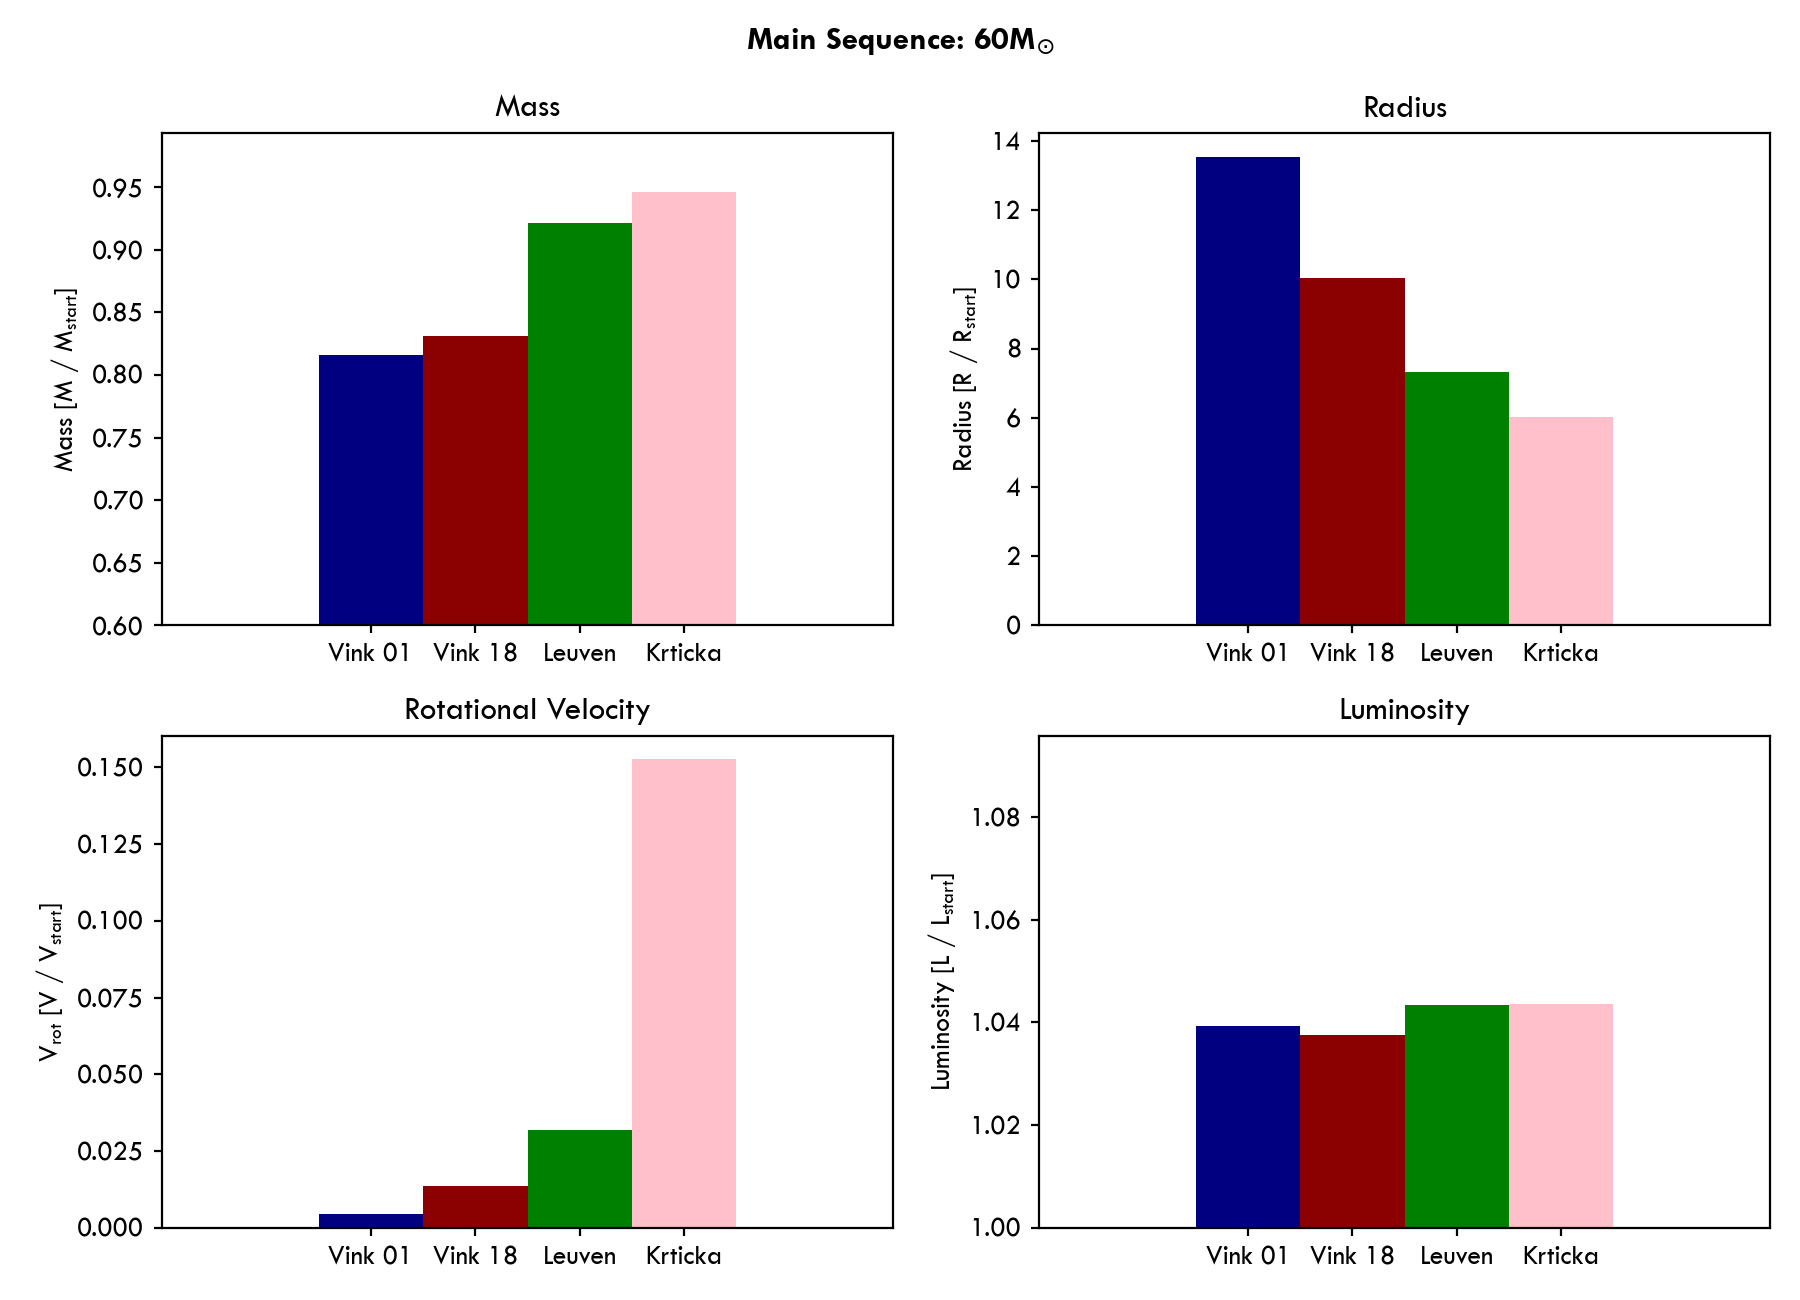 Main Sequence: 60M⊙
Mass
Mass [M / Mstart]
0.95
0.90
0.85
0.80
0.75
0.70
0.65
0.60
Vink 01 Vink 18 Leuven Krticka
Radius
Radius [R / Rstart]
14
12
10
8
6
4
2
0
Vink 01 Vink 18 Leuven Krticka
Rotational Velocity
Vrot [V / Vstart]
0.150
0.125
0.100
0.075
0.050
0.025
0.000
Vink 01 Vink 18 Leuven Krticka
Luminosity
Luminosity [L / Lstart]
1.08
1.06
1.04
1.02
1.00
Vink 01 Vink 18 Leuven Krticka